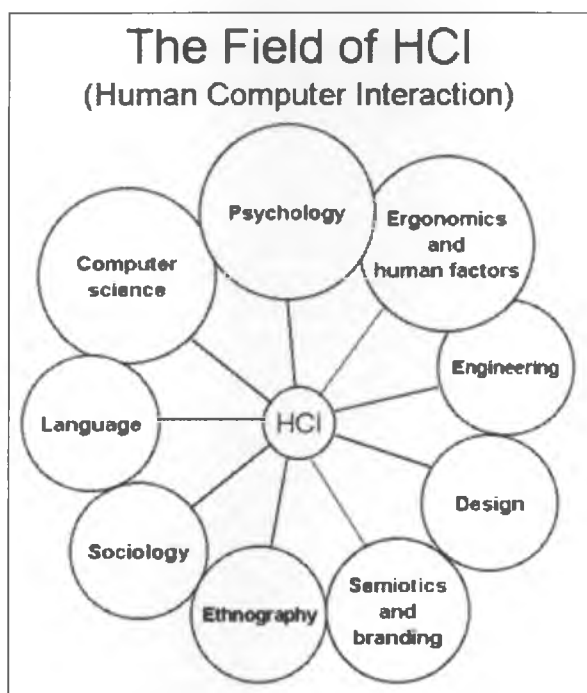 The Field of HCI
(Human Computer Interaction)
Psychology
Ergonomics
and
human factors
Computer
science
Engineering
Language
HCI
Design
Sociology
Ethnography
Semiotics
and
branding